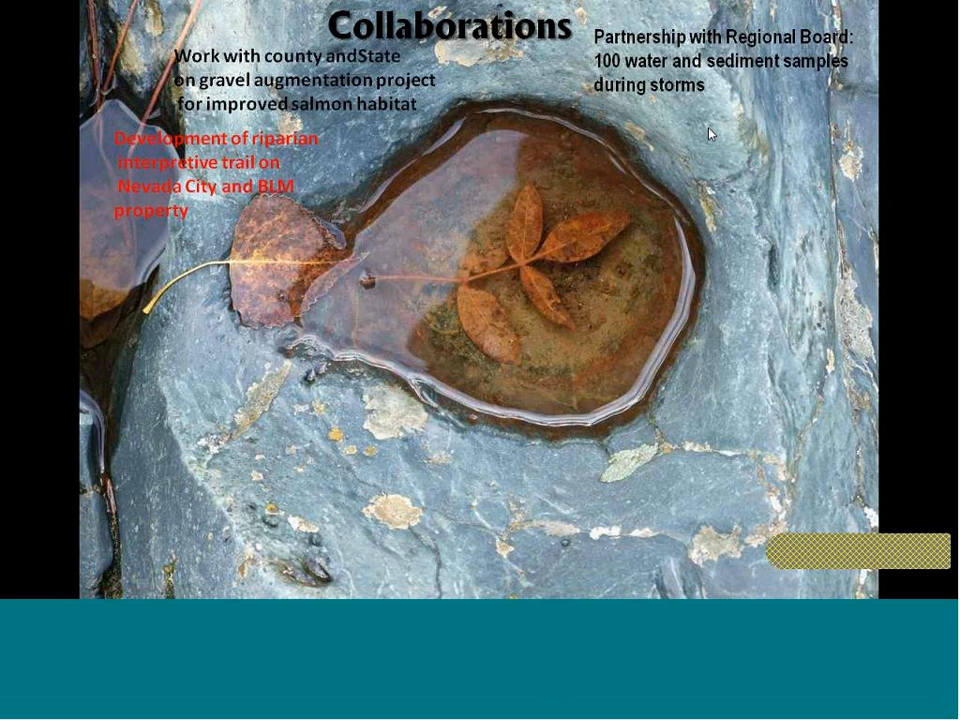 Collaborations
Work with county andState
on gravel augmentation project
for improved salmon habitat
Partnership with Regional Board:
100 water and sediment samples
during storms
Development of riparian
interpretive trail on
Nevada City and BLM
property